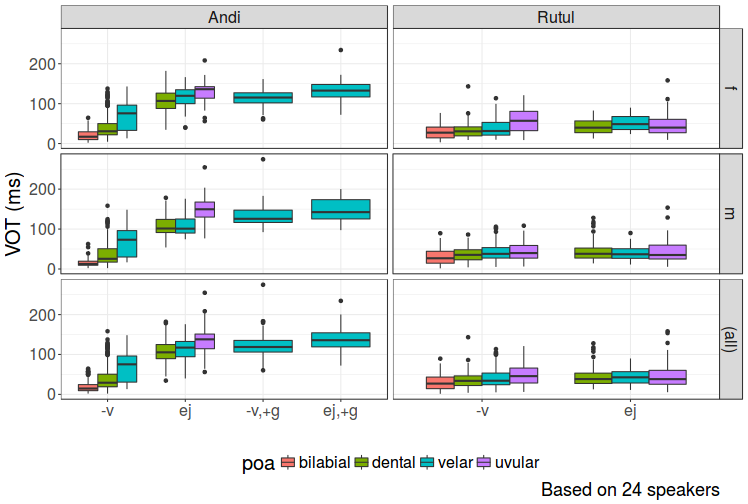 Andi Rutul
200
100
0
f
200
100
0
m
VOT (ms)
200
100
0
(all)
-v ej -v,+g ej,+g -v ej
poa bilabial dental velar uvular
Based on 24 speakers